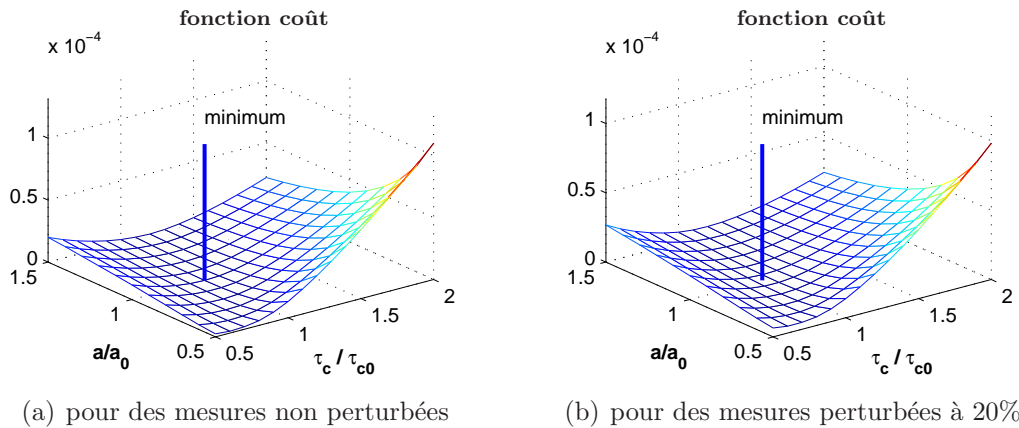 fonction coût
x 10⁻⁴
minimum
1
0.5
0
1.5
1
0.5
0.5
1
1.5
2
a/a₀
τc / τc0
(a) pour des mesures non perturbées
fonction coût
x 10⁻⁴
minimum
1
0.5
0
1.5
1
0.5
0.5
1
1.5
2
a/a₀
τc / τc0
(b) pour des mesures perturbées à 20%